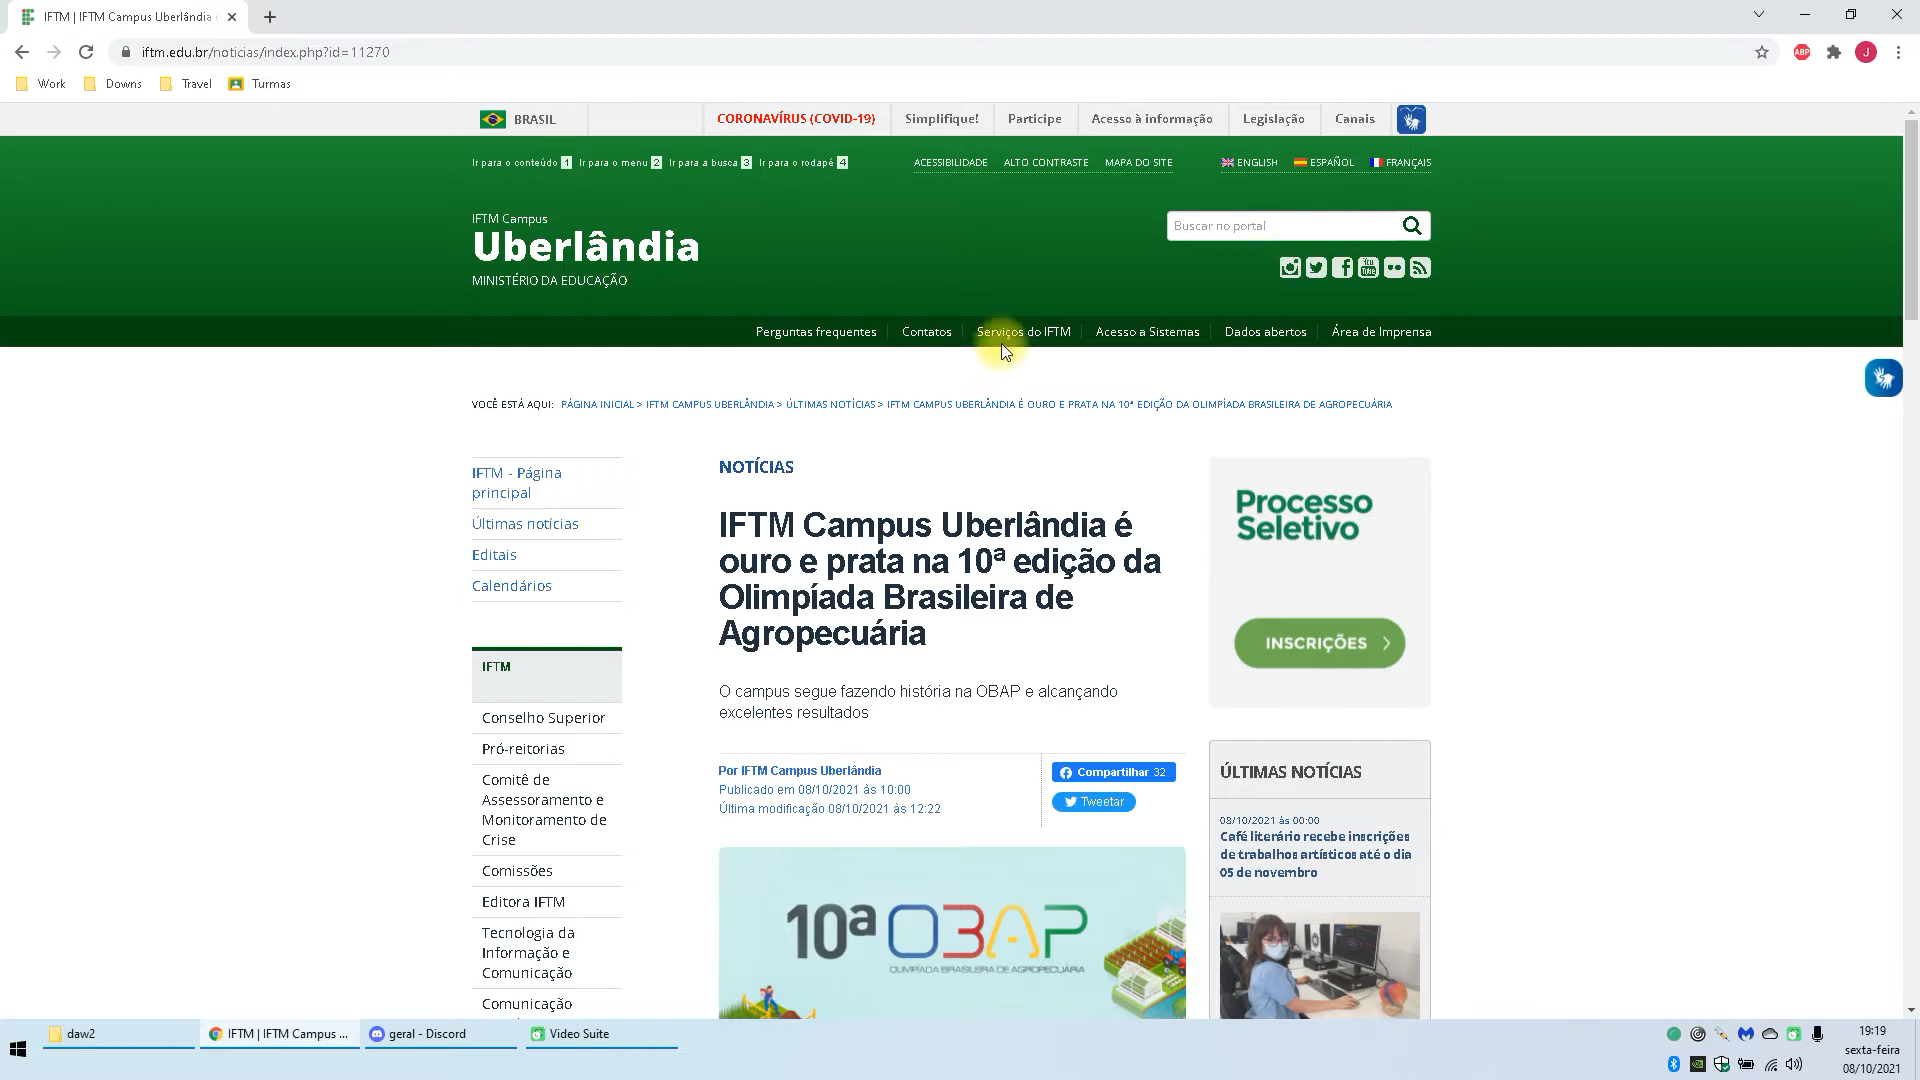 IFTM | IFTM Campus Uberlândia
iftm.edu.br/noticias/index.php?id=11270
ABP
J
Work
Downs
Travel
Turmas
BRASIL
CORONAVÍRUS (COVID-19)
Simplifique!
Participe
Acesso à informação
Legislação
Canais
Ir para o conteúdo 1
Ir para o menu 2
Ir para a busca 3
Ir para o rodapé 4
ACESSIBILIDADE
ALTO CONTRASTE
MAPA DO SITE
ENGLISH
ESPAÑOL
FRANÇAIS
IFTM Campus
Uberlândia
MINISTÉRIO DA EDUCAÇÃO
Buscar no portal
Perguntas frequentes
Contatos
Serviços do IFTM
Acesso a Sistemas
Dados abertos
Área de Imprensa
VOCÊ ESTÁ AQUI: PÁGINA INICIAL > IFTM CAMPUS UBERLÂNDIA > ÚLTIMAS NOTÍCIAS > IFTM CAMPUS UBERLÂNDIA É OURO E PRATA NA 10ª EDIÇÃO DA OLIMPÍADA BRASILEIRA DE AGROPECUÁRIA
IFTM - Página
principal
Últimas notícias
Editais
Calendários
IFTM
Conselho Superior
Pró-reitorias
Comitê de
Assessoramento e
Monitoramento de
Crise
Comissões
Editora IFTM
Tecnologia da
Informação e
Comunicação
Comunicação
NOTÍCIAS
IFTM Campus Uberlândia é
ouro e prata na 10ª edição da
Olimpíada Brasileira de
Agropecuária
O campus segue fazendo história na OBAP e alcançando
excelentes resultados
Por IFTM Campus Uberlândia
Publicado em 08/10/2021 às 10:00
Última modificação 08/10/2021 às 12:22
Compartilhar 32
Tweetar
10ª OBAP
OLIMPÍADA BRASILEIRA DE AGROPECUÁRIA
Processo
Seletivo
INSCRIÇÕES
ÚLTIMAS NOTÍCIAS
08/10/2021 às 00:00
Café literário recebe inscrições
de trabalhos artísticos até o dia
05 de novembro
daw2
IFTM | IFTM Campus ...
geral - Discord
Video Suite
19:19
sexta-feira
08/10/2021